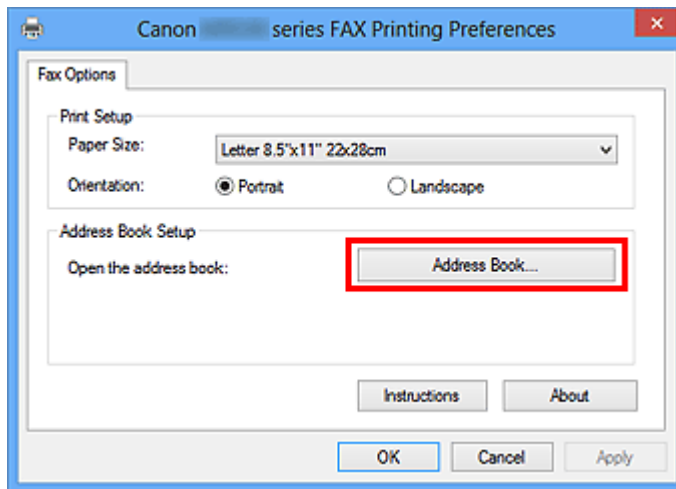 Canon series FAX Printing Preferences
Fax Options
Print Setup
Paper Size: Letter 8.5"x11" 22x28cm
Orientation: Portrait Landscape
Address Book Setup
Open the address book: Address Book...
Instructions About
OK Cancel Apply